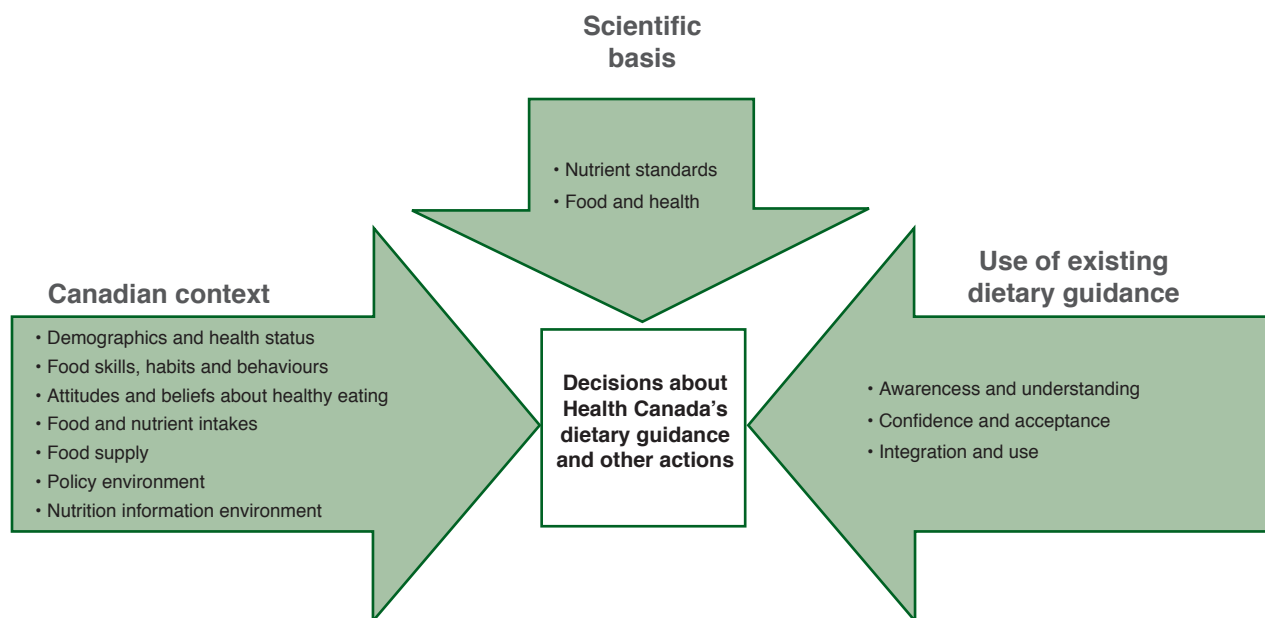 Scientific
basis
• Nutrient standards
• Food and health
Canadian context
• Demographics and health status
• Food skills, habits and behaviours
• Attitudes and beliefs about healthy eating
• Food and nutrient intakes
• Food supply
• Policy environment
• Nutrition information environment
Decisions about
Health Canada’s
dietary guidance
and other actions
Use of existing
dietary guidance
• Awarencess and understanding
• Confidence and acceptance
• Integration and use